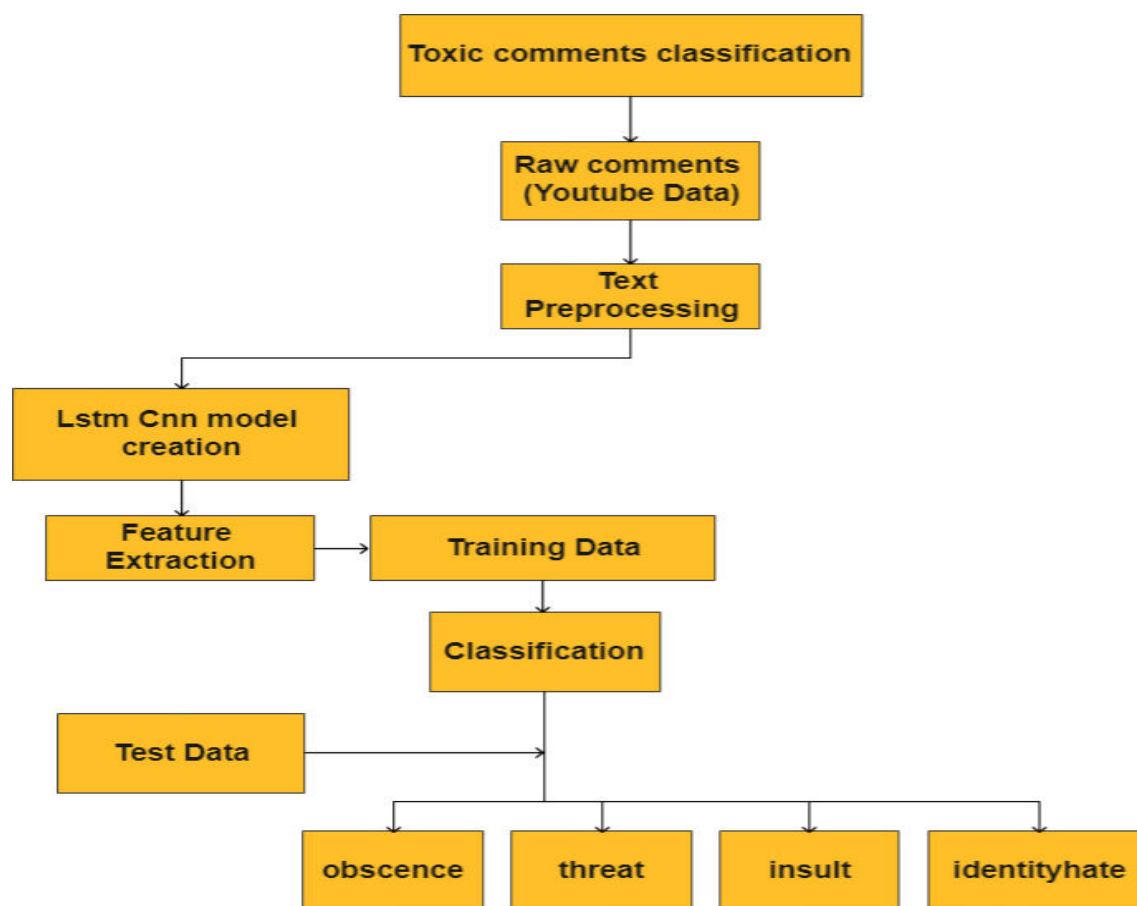 Toxic comments classification
Raw comments
(Youtube Data)
Text
Preprocessing
Lstm Cnn model
creation
Feature
Extraction
Training Data
Classification
Test Data
obscence
threat
insult
identityhate